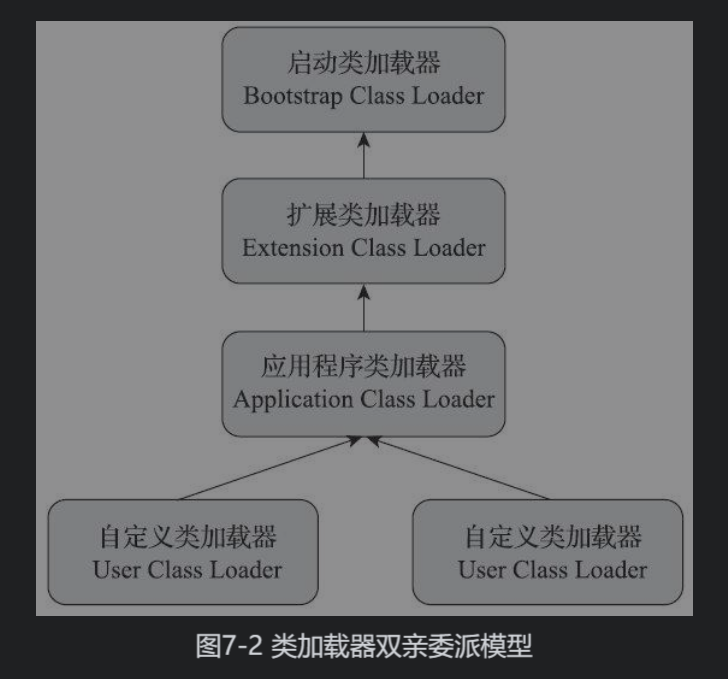 启动类加载器
Bootstrap Class Loader
扩展类加载器
Extension Class Loader
应用程序类加载器
Application Class Loader
自定义类加载器
User Class Loader
自定义类加载器
User Class Loader
图7-2 类加载器双亲委派模型